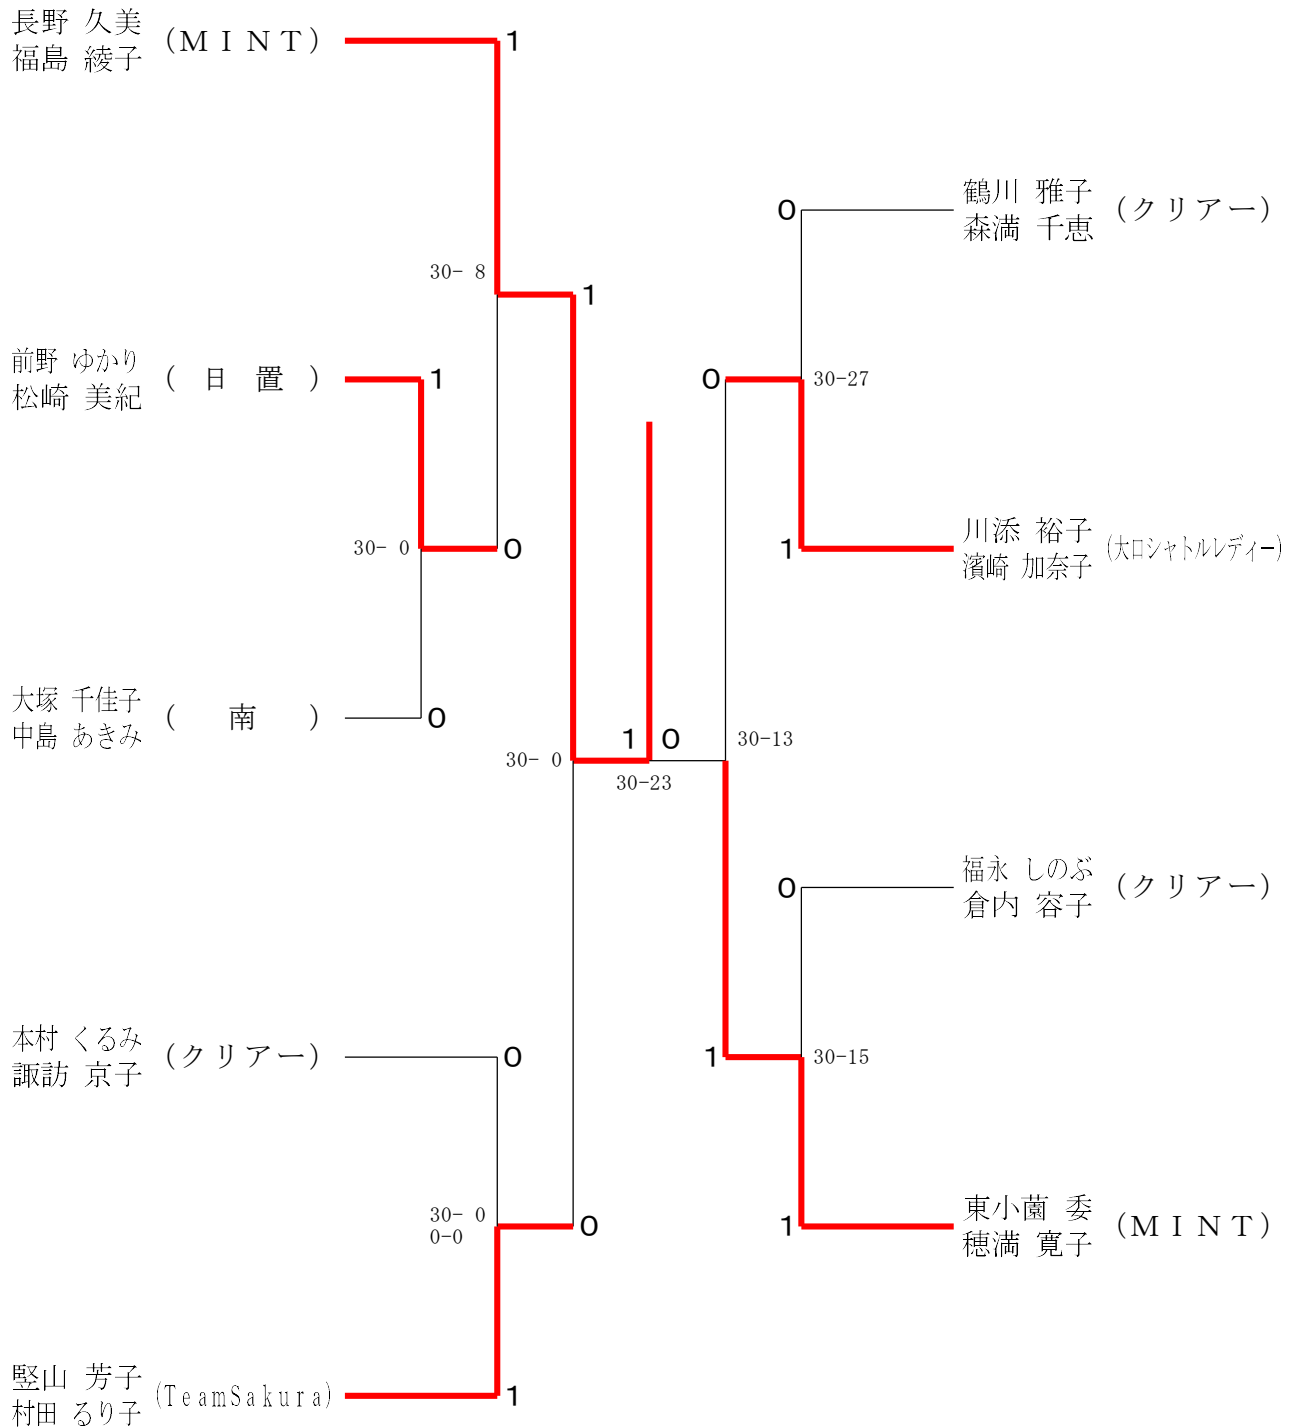 長野 久美
福島 綾子
（ＭＩＮＴ）
1
30- 8
1
前野 ゆかり
松崎 美紀
（ 日 置 ）
1
30- 0
0
大塚 千佳子
中島 あきみ
（ 南 ）
0
30- 0
1 0
30-23
本村 くるみ
諏訪 京子
（クリアー）
0
30- 0
0-0
0
堅山 芳子
村田 るり子
(TeamSakura)
1
0
鶴川 雅子
森満 千恵
（クリアー）
0
30-27
1
川添 裕子
濱崎 加奈子
(大口シャトルレディー)
30-13
0
福永 しのぶ
倉内 容子
（クリアー）
1
30-15
1
東小薗 委
穂満 寛子
（ＭＩＮＴ）